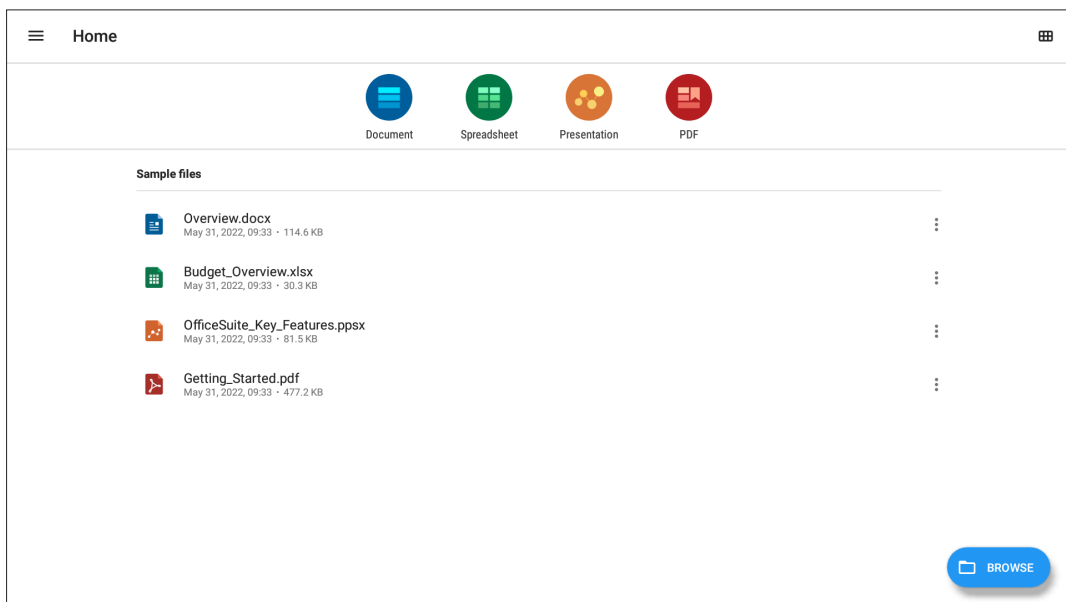 Home
Document Spreadsheet Presentation PDF
Sample files
Overview.docx
May 31, 2022, 09:33 • 114.6 KB
Budget_Overview.xlsx
May 31, 2022, 09:33 • 30.3 KB
OfficeSuite_Key_Features.ppsx
May 31, 2022, 09:33 • 81.5 KB
Getting_Started.pdf
May 31, 2022, 09:33 • 477.2 KB
BROWSE